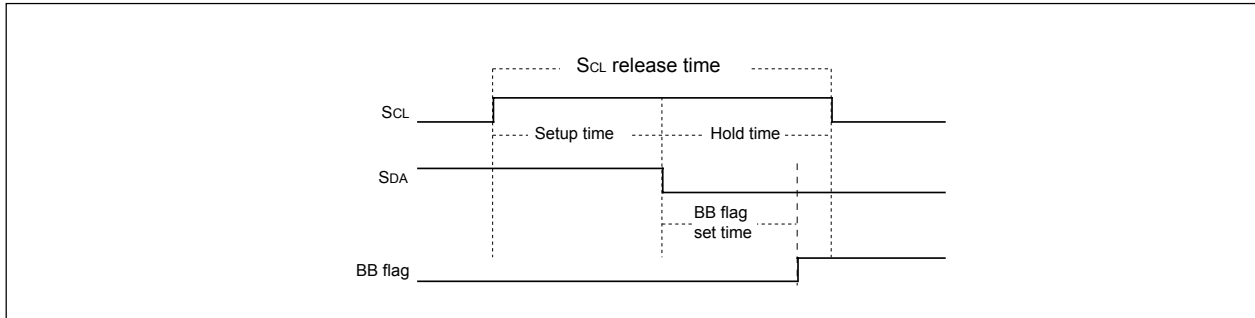 SCL release time
SCL
Setup time
Hold time
SDA
BB flag
set time
BB flag